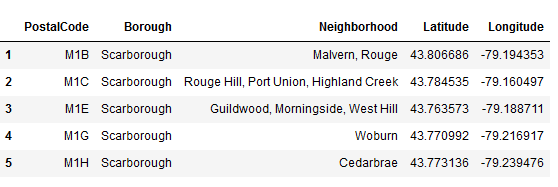 PostalCode Borough Neighborhood Latitude Longitude
1 M1B Scarborough Malvern, Rouge 43.806686 -79.194353
2 M1C Scarborough Rouge Hill, Port Union, Highland Creek 43.784535 -79.160497
3 M1E Scarborough Guildwood, Morningside, West Hill 43.763573 -79.188711
4 M1G Scarborough Woburn 43.770992 -79.216917
5 M1H Scarborough Cedarbrae 43.773136 -79.239476